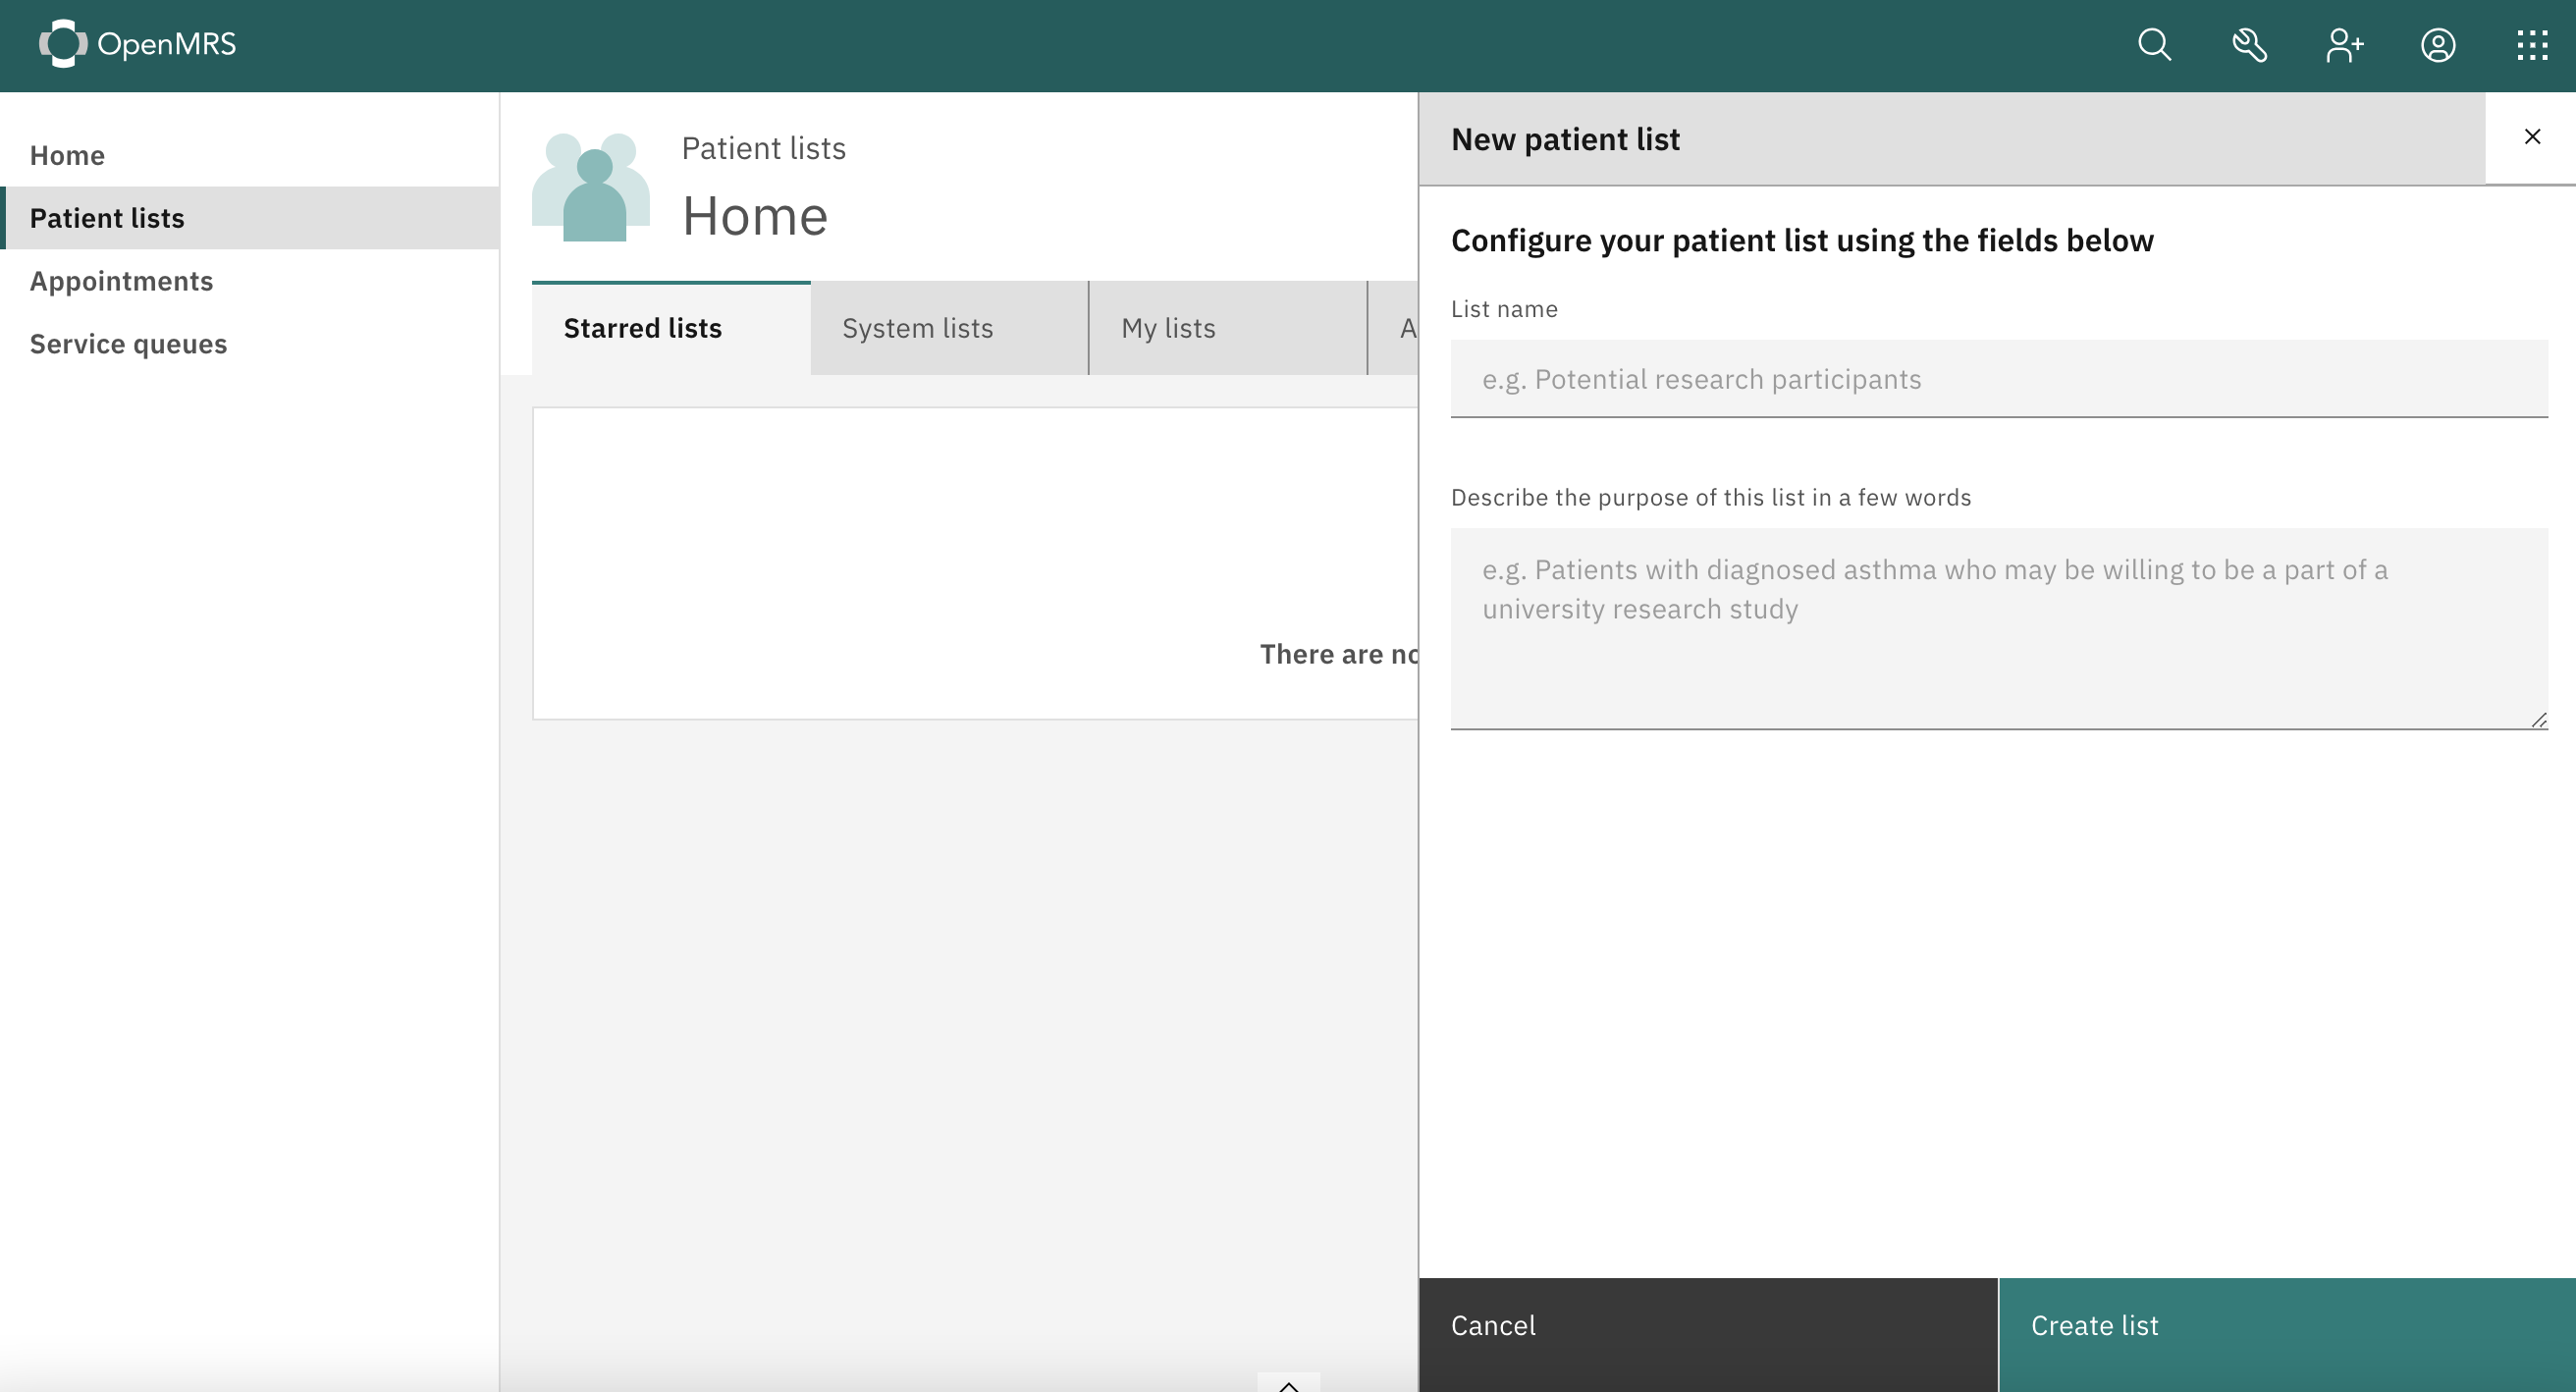 OpenMRS
Home
Patient lists
Appointments
Service queues
Patient lists
Home
Starred lists
System lists
My lists
A
There are no
New patient list
Configure your patient list using the fields below
List name
e.g. Potential research participants
Describe the purpose of this list in a few words
e.g. Patients with diagnosed asthma who may be willing to be a part of a
university research study
Cancel
Create list